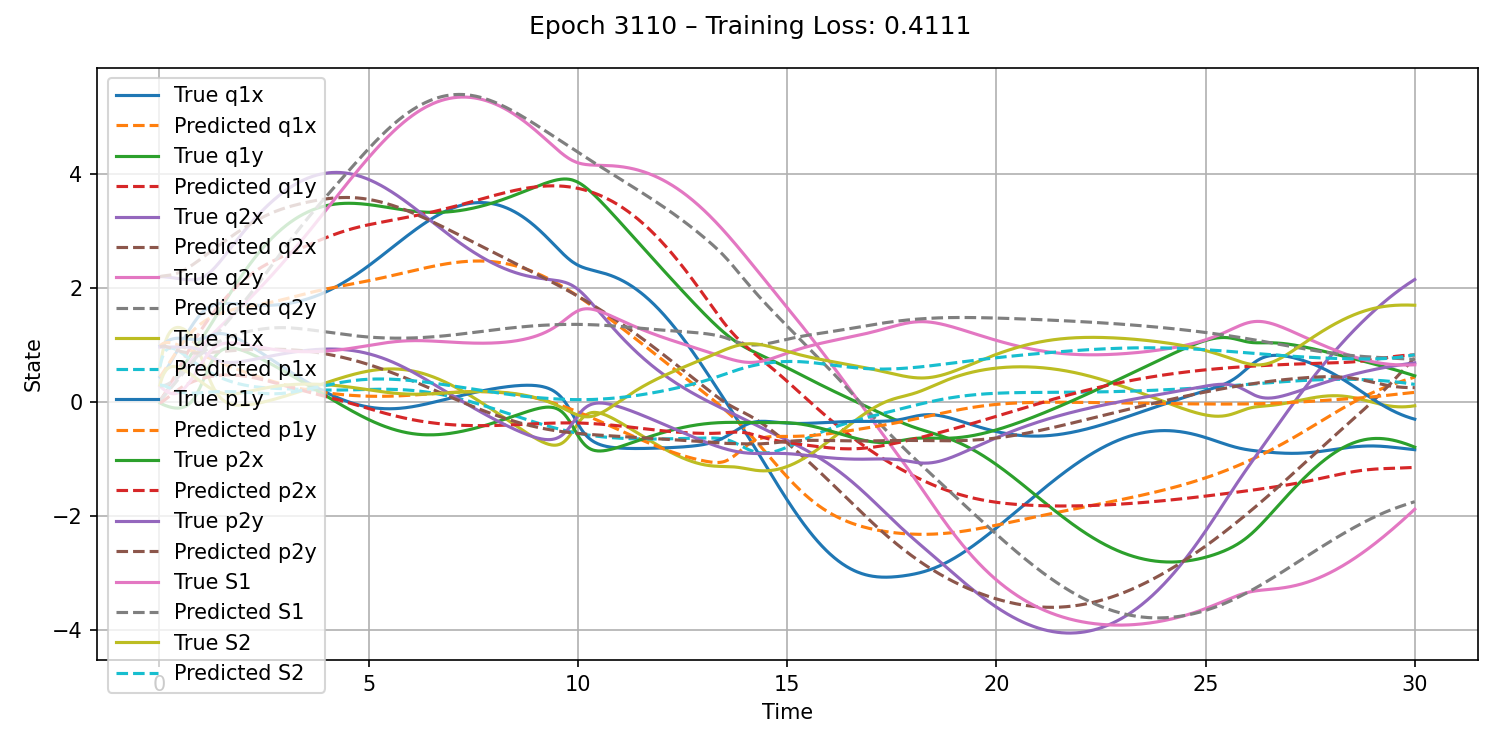 Epoch 3110 – Training Loss: 0.4111
True q1x
Predicted q1x
True q1y
Predicted q1y
True q2x
Predicted q2x
True q2y
Predicted q2y
True p1x
Predicted p1x
True p1y
Predicted p1y
True p2x
Predicted p2x
True p2y
Predicted p2y
True S1
Predicted S1
True S2
Predicted S2
State
4
2
0
−2
−4
0
5
10
15
20
25
30
Time